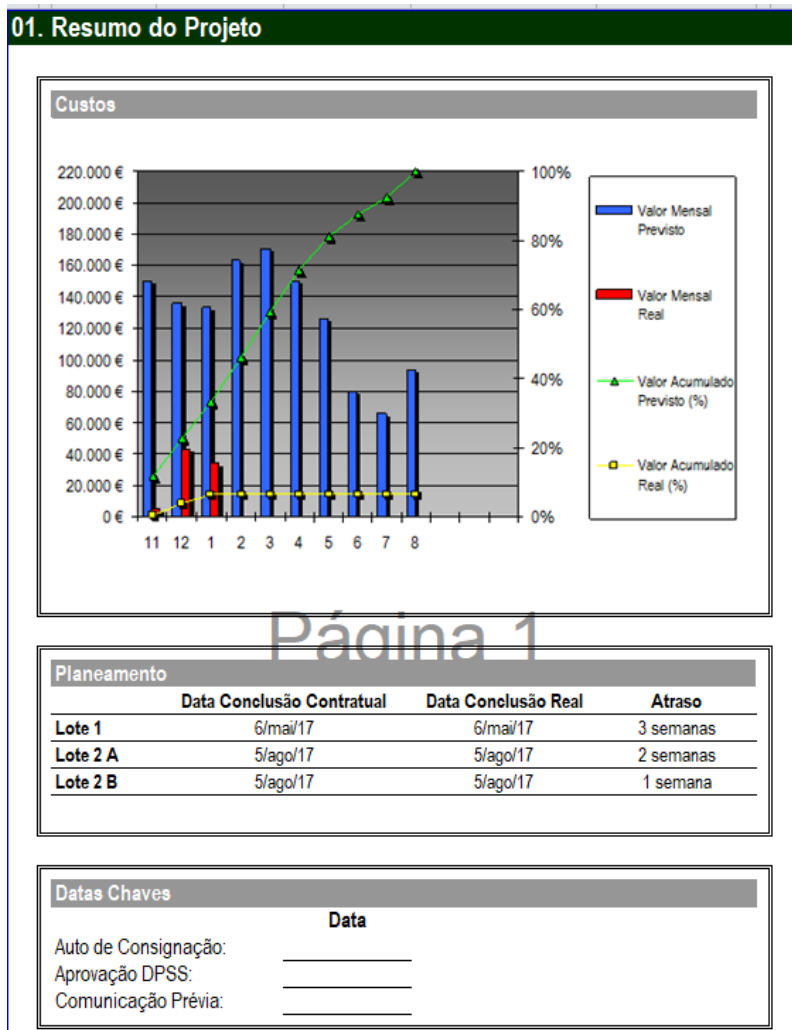 01. Resumo do Projeto
Custos
220.000 €
200.000 €
180.000 €
160.000 €
140.000 €
120.000 €
100.000 €
80.000 €
60.000 €
40.000 €
20.000 €
0 €
100%
80%
60%
40%
20%
0%
11 12 1 2 3 4 5 6 7 8
Valor Mensal
Previsto
Valor Mensal
Real
Valor Acumulado
Previsto (%)
Valor Acumulado
Real (%)
Página 1
Planeamento
Data Conclusão Contratual Data Conclusão Real Atraso
Lote 1 6/mai/17 6/mai/17 3 semanas
Lote 2 A 5/ago/17 5/ago/17 2 semanas
Lote 2 B 5/ago/17 5/ago/17 1 semana
Datas Chaves
Data
Auto de Consignação:
Aprovação DPSS:
Comunicação Prévia: